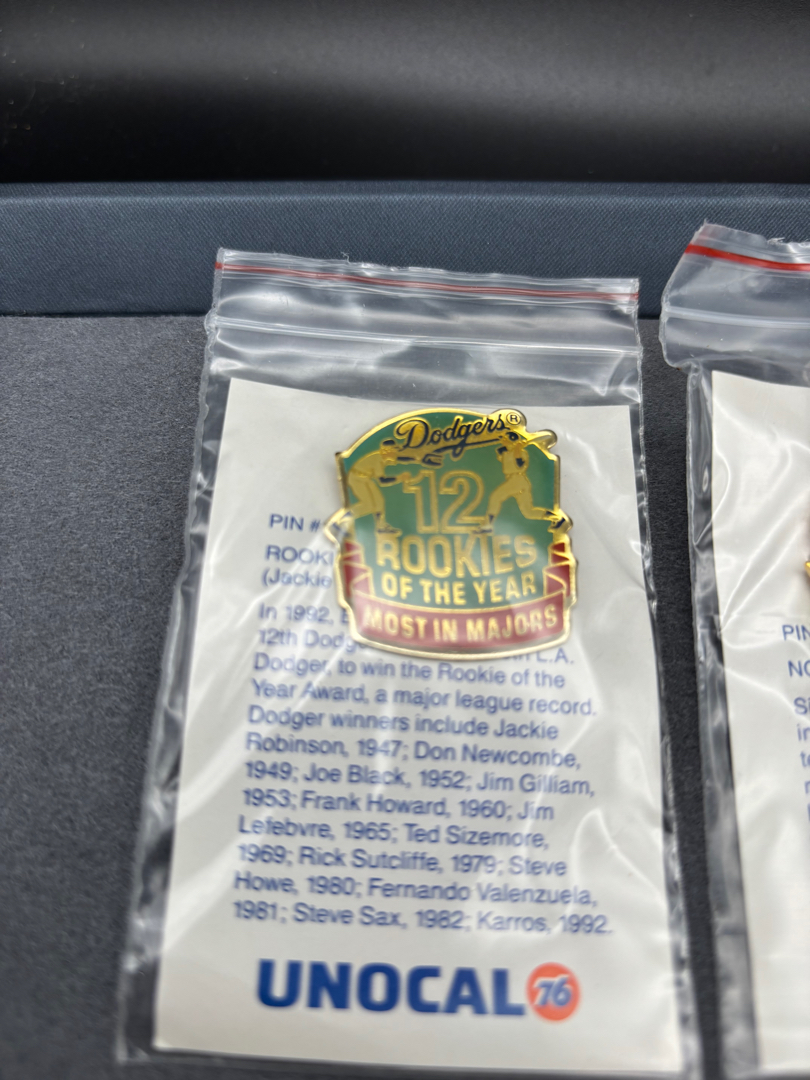 Dodgers®
12
ROOKIES
OF THE YEAR
MOST IN MAJORS
PIN #
ROOKI
(Jackie
In 1992, E
12th Dodg L.A.
Dodger, to win the Rookie of the
Year Award, a major league record.
Dodger winners include Jackie
Robinson, 1947; Don Newcombe,
1949; Joe Black, 1952; Jim Gilliam,
1953; Frank Howard, 1960; Jim
Lefebvre, 1965; Ted Sizemore,
1969; Rick Sutcliffe, 1979; Steve
Howe, 1980; Fernando Valenzuela,
1981; Steve Sax, 1982; Karros, 1992.
UNOCAL 76
PIN
NO